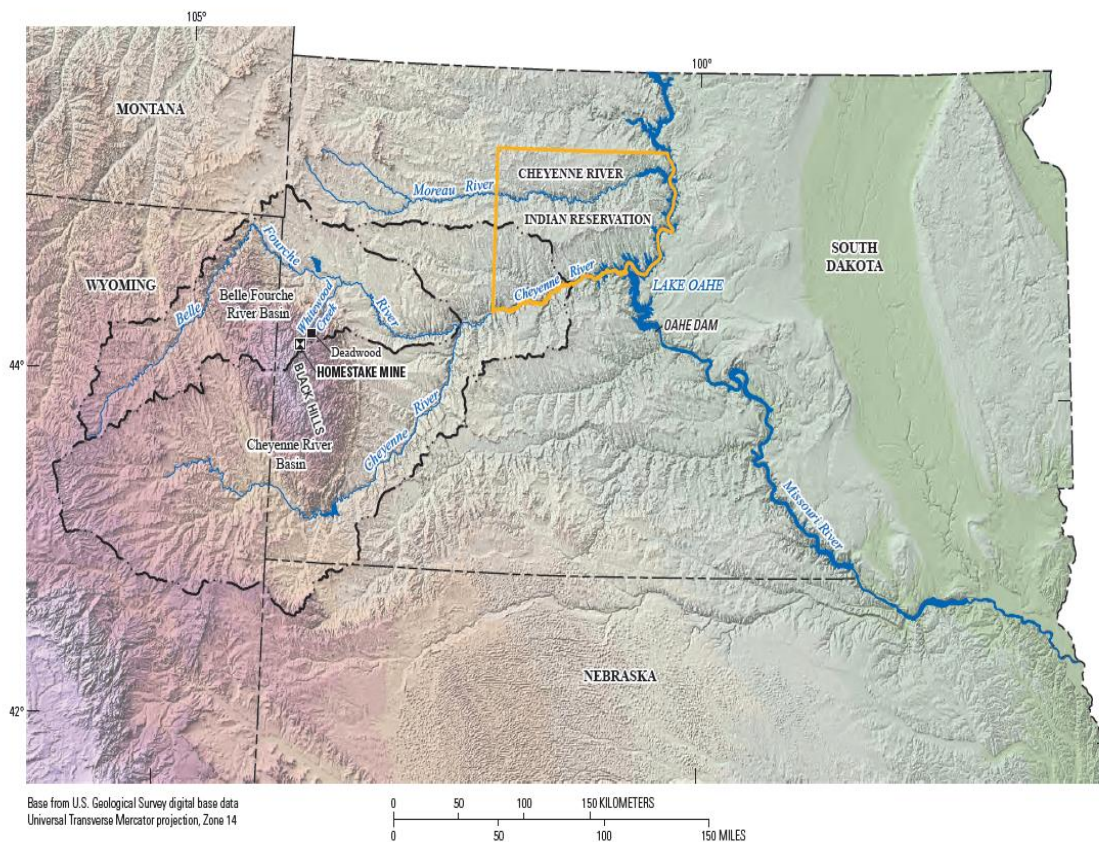 105°
100°
MONTANA
CHEYENNE RIVER
Moreau River
INDIAN RESERVATION
SOUTH
DAKOTA
WYOMING
Belle Fourche River
Belle Fourche
River Basin
Whitewood
Creek
Cheyenne River
LAKE OAHE
OAHE DAM
44°
Deadwood
HOMESTAKE MINE
BLACK HILLS
Cheyenne River
Cheyenne River
Basin
Missouri River
NEBRASKA
42°
Base from U.S. Geological Survey digital base data
Universal Transverse Mercator projection, Zone 14
0 50 100 150 KILOMETERS
0 50 100 150 MILES